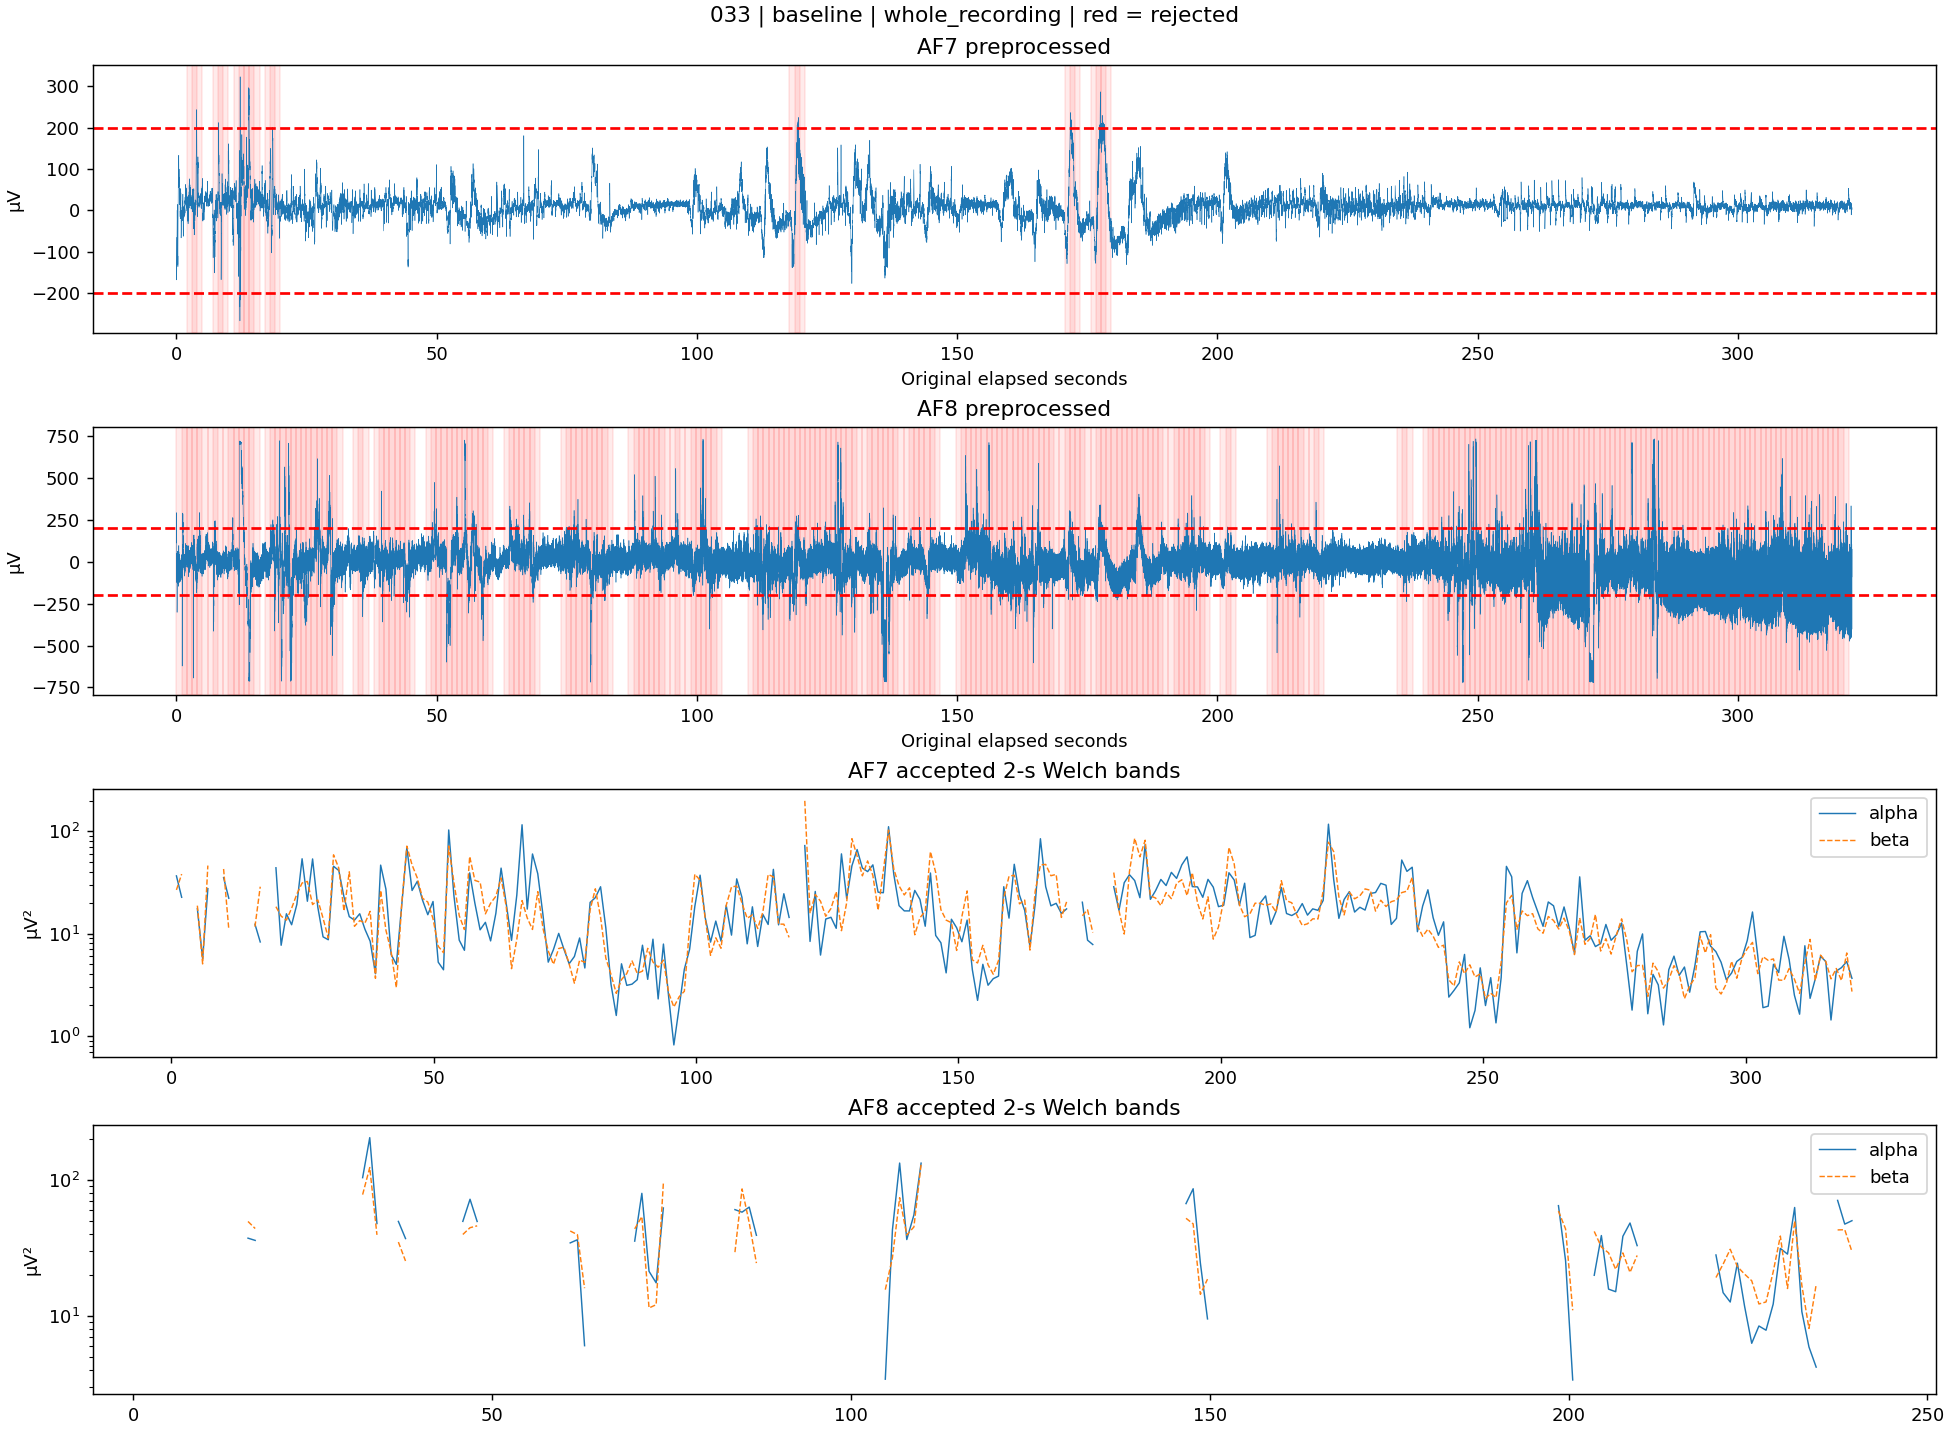 033 | baseline | whole_recording | red = rejected
AF7 preprocessed
300
200
100
0
−100
−200
µV
0 50 100 150 200 250 300
Original elapsed seconds
AF8 preprocessed
750
500
250
0
−250
−500
−750
µV
0 50 100 150 200 250 300
Original elapsed seconds
AF7 accepted 2-s Welch bands
alpha
beta
10²
10¹
10⁰
µV²
0 50 100 150 200 250 300
AF8 accepted 2-s Welch bands
alpha
beta
10²
10¹
µV²
0 50 100 150 200 250